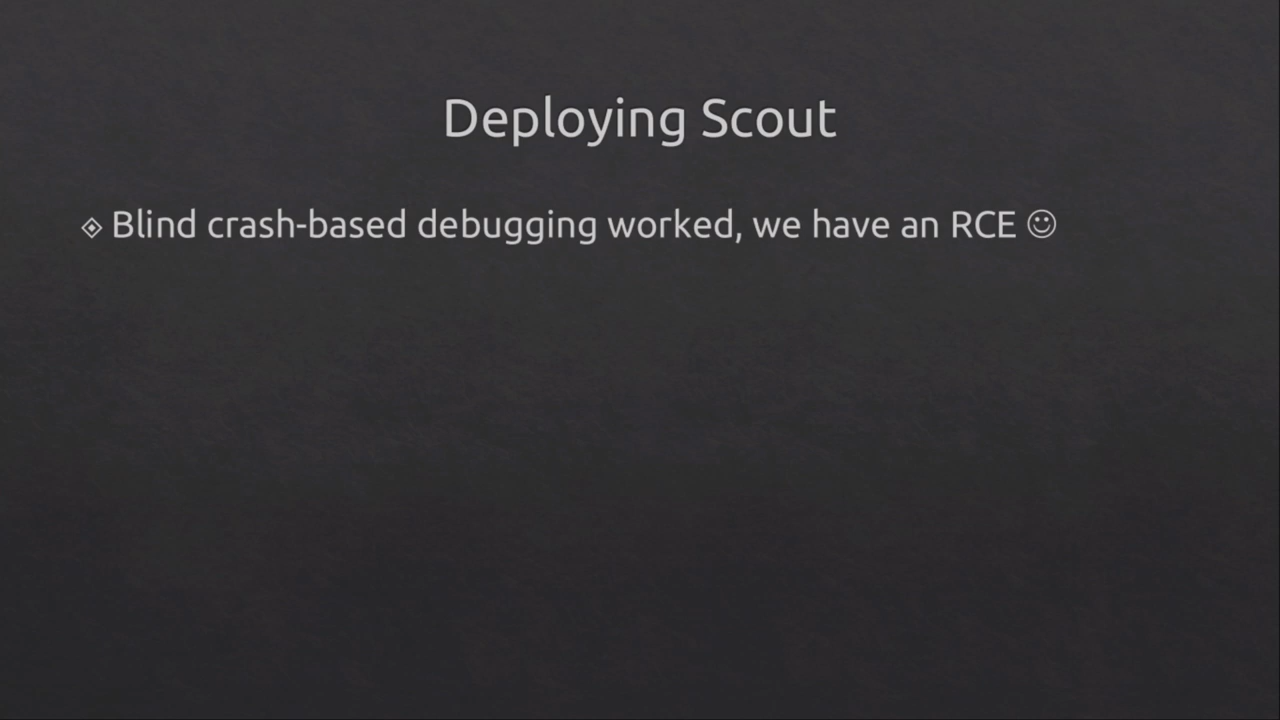 Deploying Scout
Blind crash-based debugging worked, we have an RCE ☺